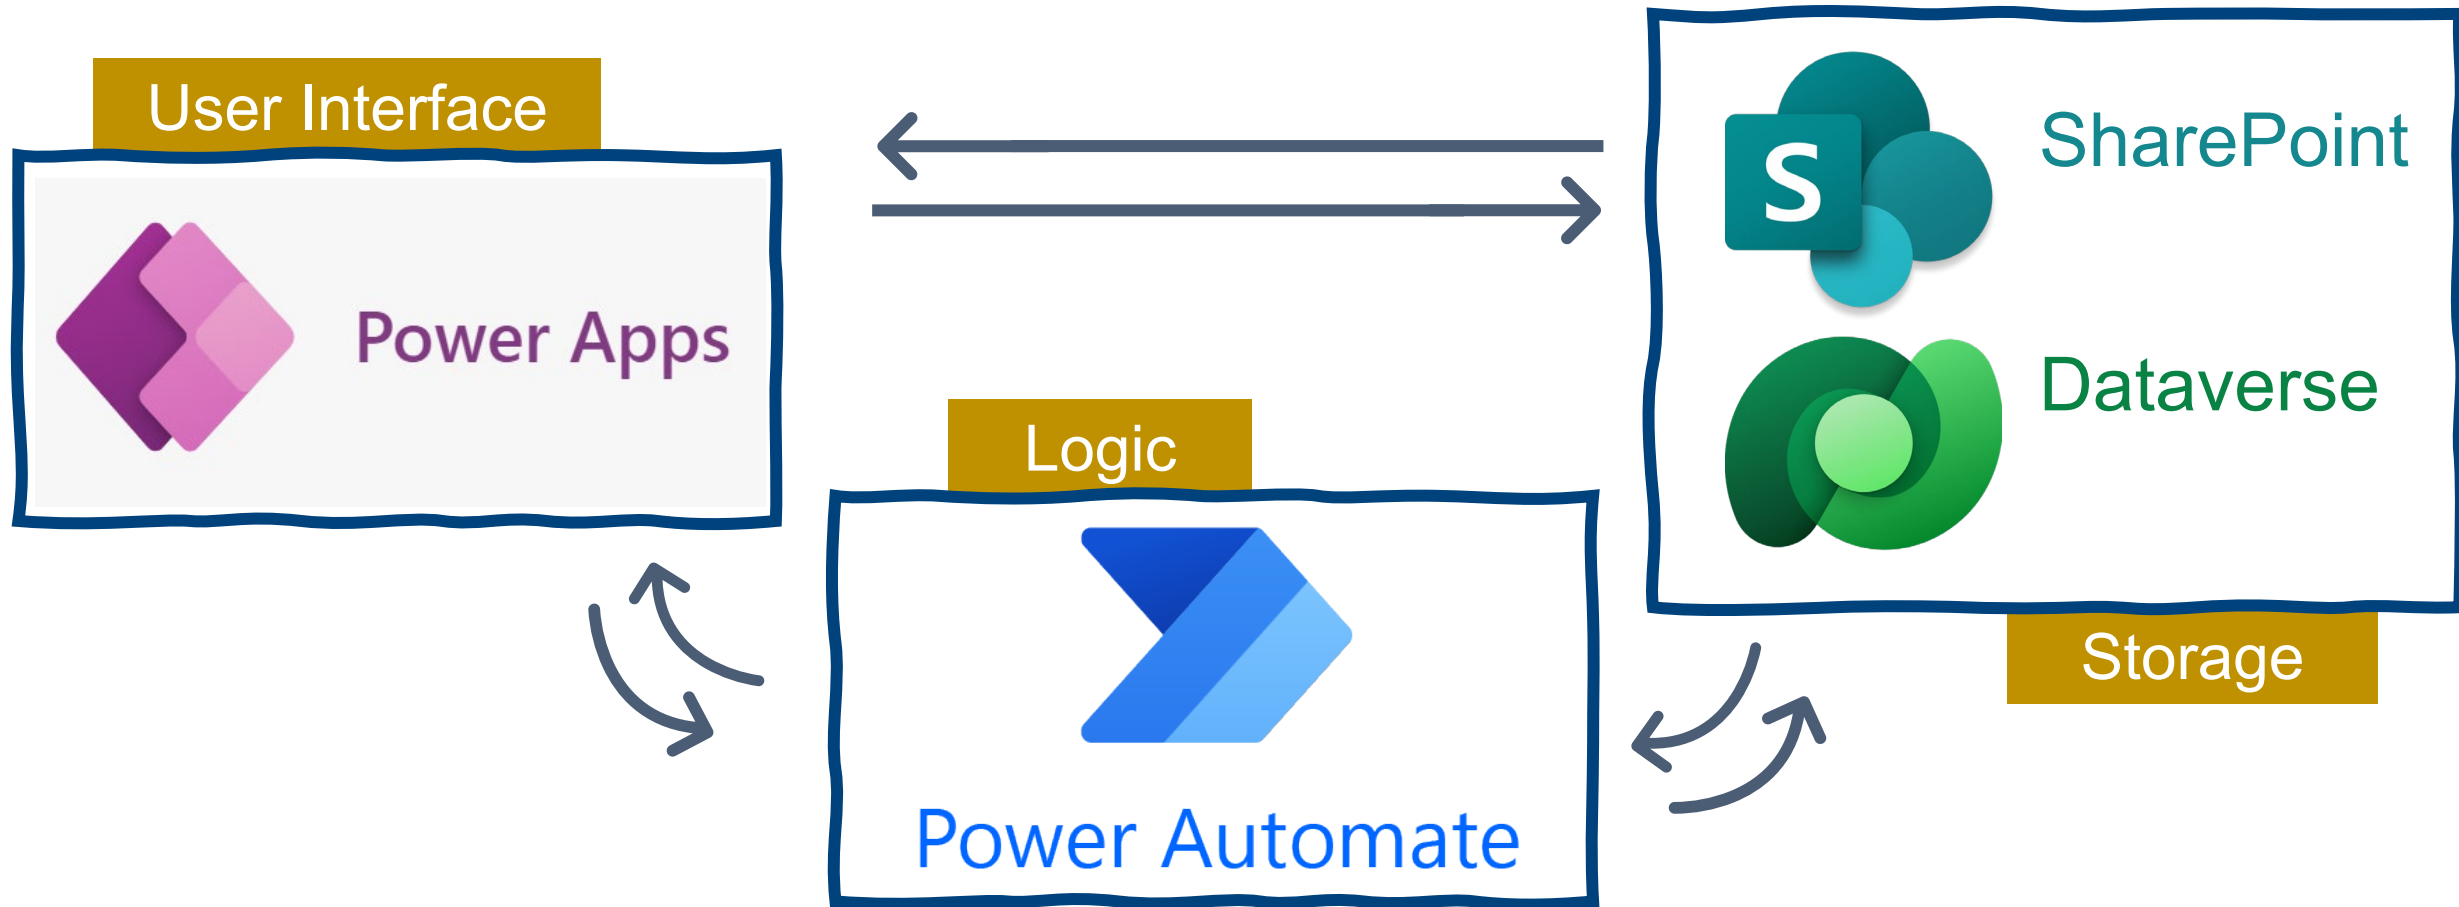 User Interface
Power Apps
Logic
Power Automate
S
SharePoint
Dataverse
Storage